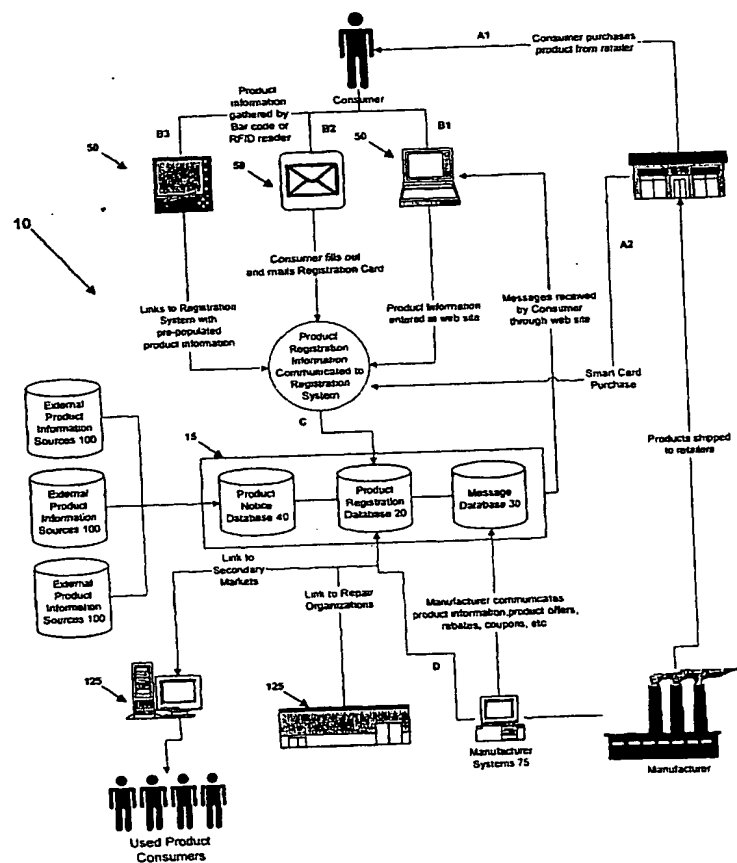 A1
Consumer purchases
product from retailer
Consumer
Product
Information
gathered by
Bar code or
RFID reader
B3
B2
B1
50
50
50
10
A2
Consumer fills out
and mails Registration Card
Links to Registration
System with
pre-populated
product information
Product Information
entered at web site
Messages received
by Consumer
through web site
Product
Registration
Information
Communicated to
Registration
System
Smart Card
Purchase
Products shipped
to retailers
C
15
External
Product
Information
Sources 100
External
Product
Information
Sources 100
External
Product
Information
Sources 100
Product
Notice
Database 40
Product
Registration
Database 20
Message
Database 30
Link to
Secondary
Markets
Link to Repair
Organizations
Manufacturer communicates
product information,product offers,
rebates, coupons, etc
D
125
125
Manufacturer
Systems 75
Manufacturer
Used Product
Consumers